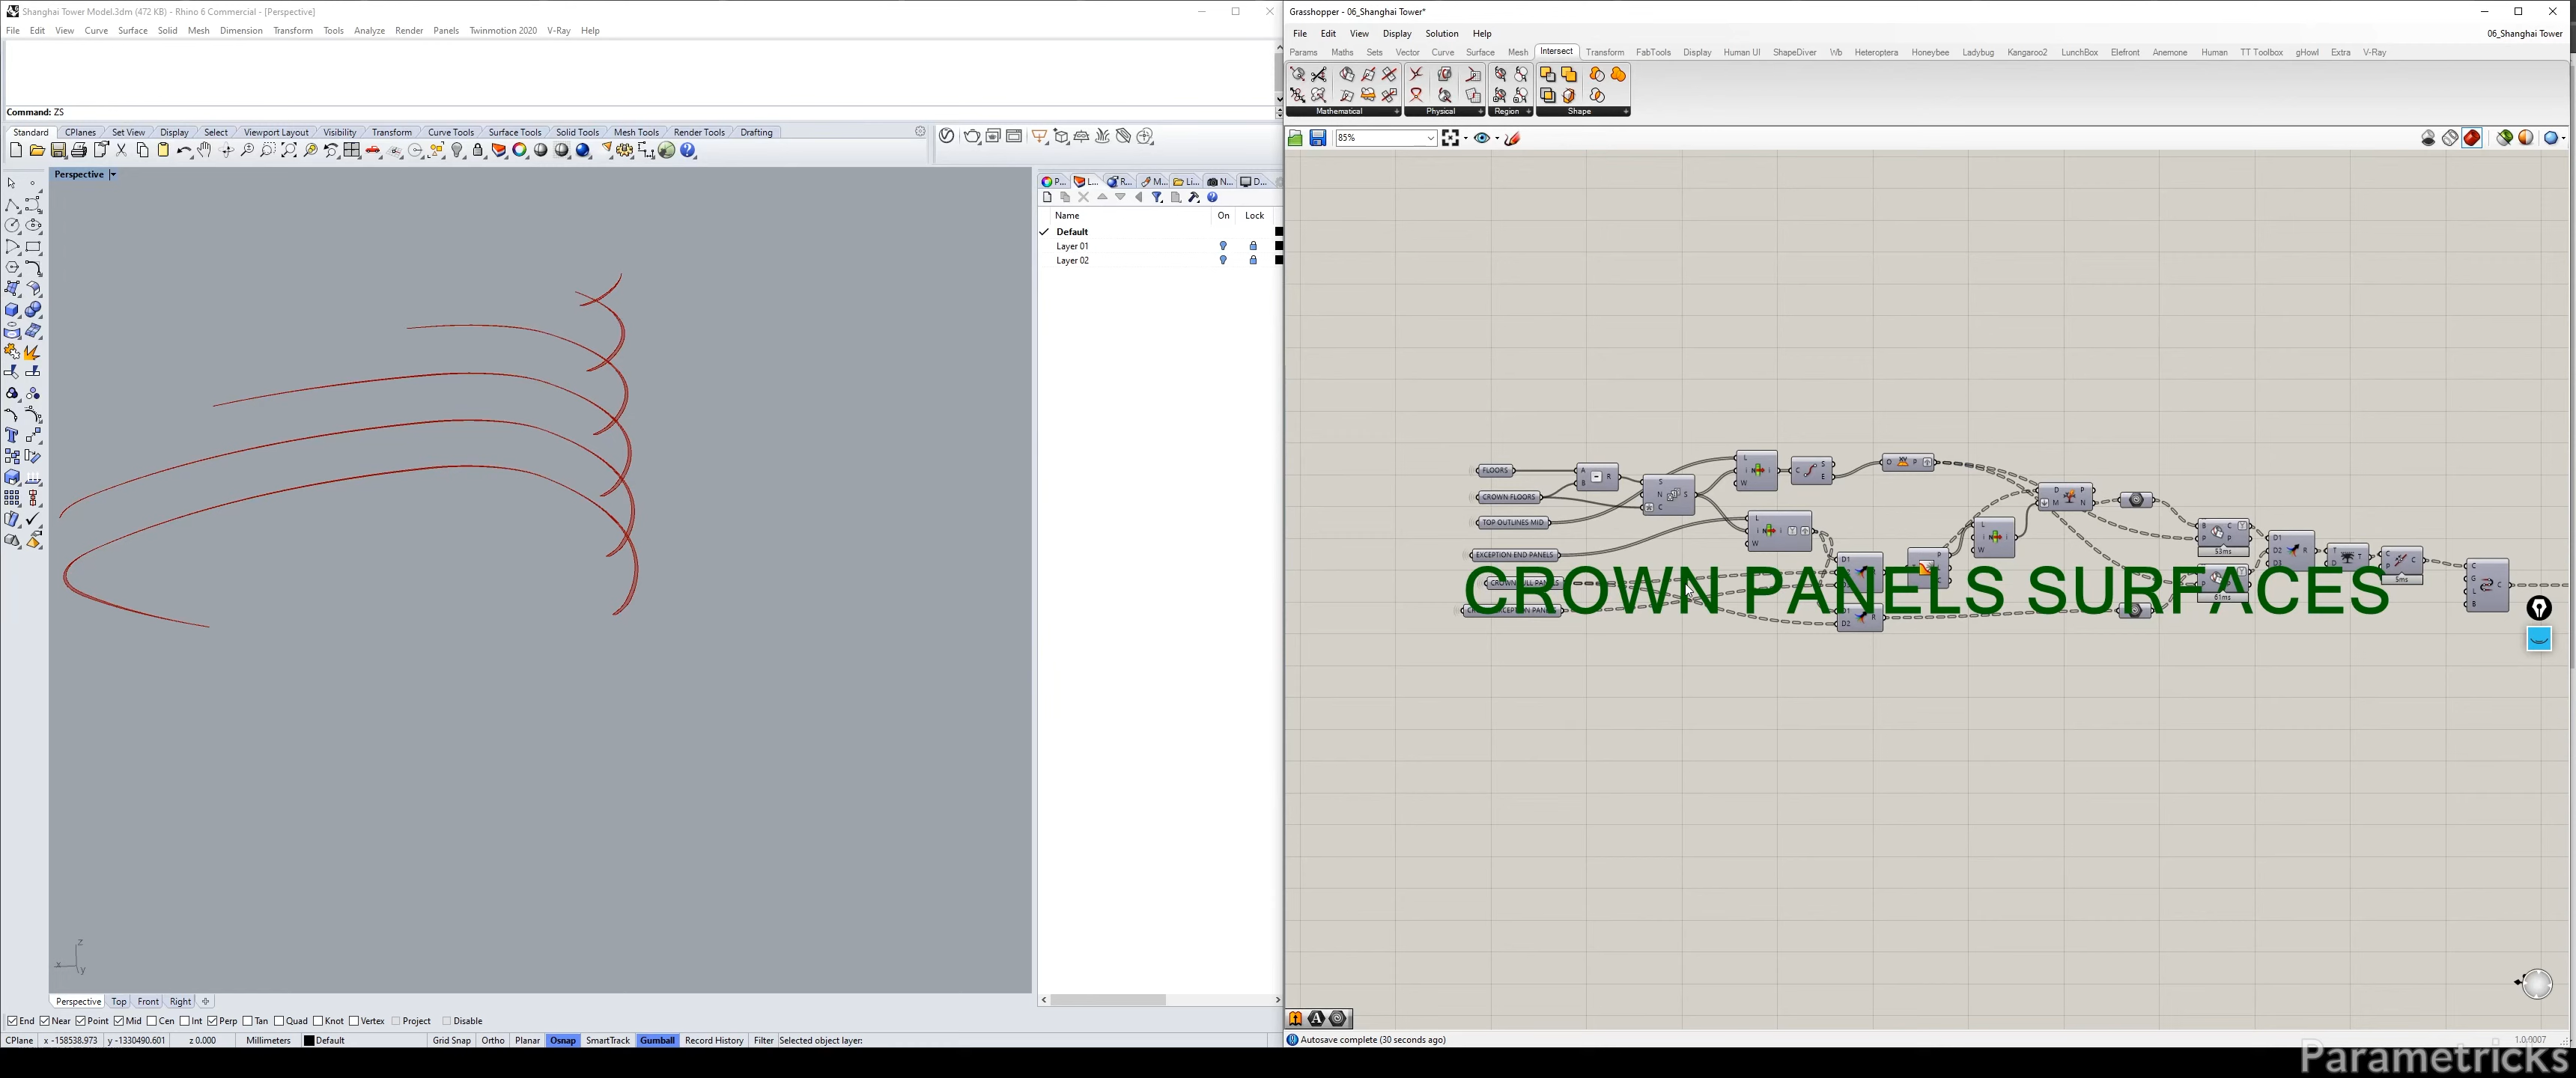 Shanghai Tower Model.3dm (472 KB) - Rhino 6 Commercial - [Perspective]
File Edit View Curve Surface Solid Mesh Dimension Transform Tools Analyze Render Panels Twinmotion 2020 V-Ray Help
Command: ZS
Standard CPlanes Set View Display Select Viewport Layout Visibility Transform Curve Tools Surface Tools Solid Tools Mesh Tools Render Tools Drafting
Perspective
P... L... R... M... Li... N... D...
Name On Lock
Default
Layer 01
Layer 02
z
x
y
Perspective Top Front Right
End Near Point Mid Cen Int Perp Tan Quad Knot Vertex Project Disable
CPlane x -158538.973 y -1330490.601 z 0.000 Millimeters Default Grid Snap Ortho Planar Osnap SmartTrack Gumball Record History Filter Selected object layer:
Grasshopper - 06_Shanghai Tower*
File Edit View Display Solution Help
06_Shanghai Tower
Params Maths Sets Vector Curve Surface Mesh Intersect Transform FabTools Display Human UI ShapeDiver Wb Heteroptera Honeybee Ladybug Kangaroo2 LunchBox Elefront Anemone Human TT Toolbox gHowl Extra V-Ray
Mathematical Physical Region Shape
85%
FLOORS
CROWN FLOORS
TOP OUTLINES MID
EXCEPTION END PANELS
CROWN PANELS SURFACES
53ms
61ms
5ms
Autosave complete (30 seconds ago)
1.0.0007
Parametricks